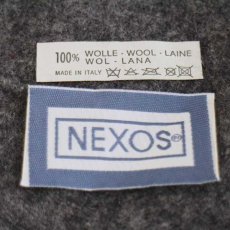 100% WOLLE - WOOL - LAINE
WOL - LANA
MADE IN ITALY
NEXOS